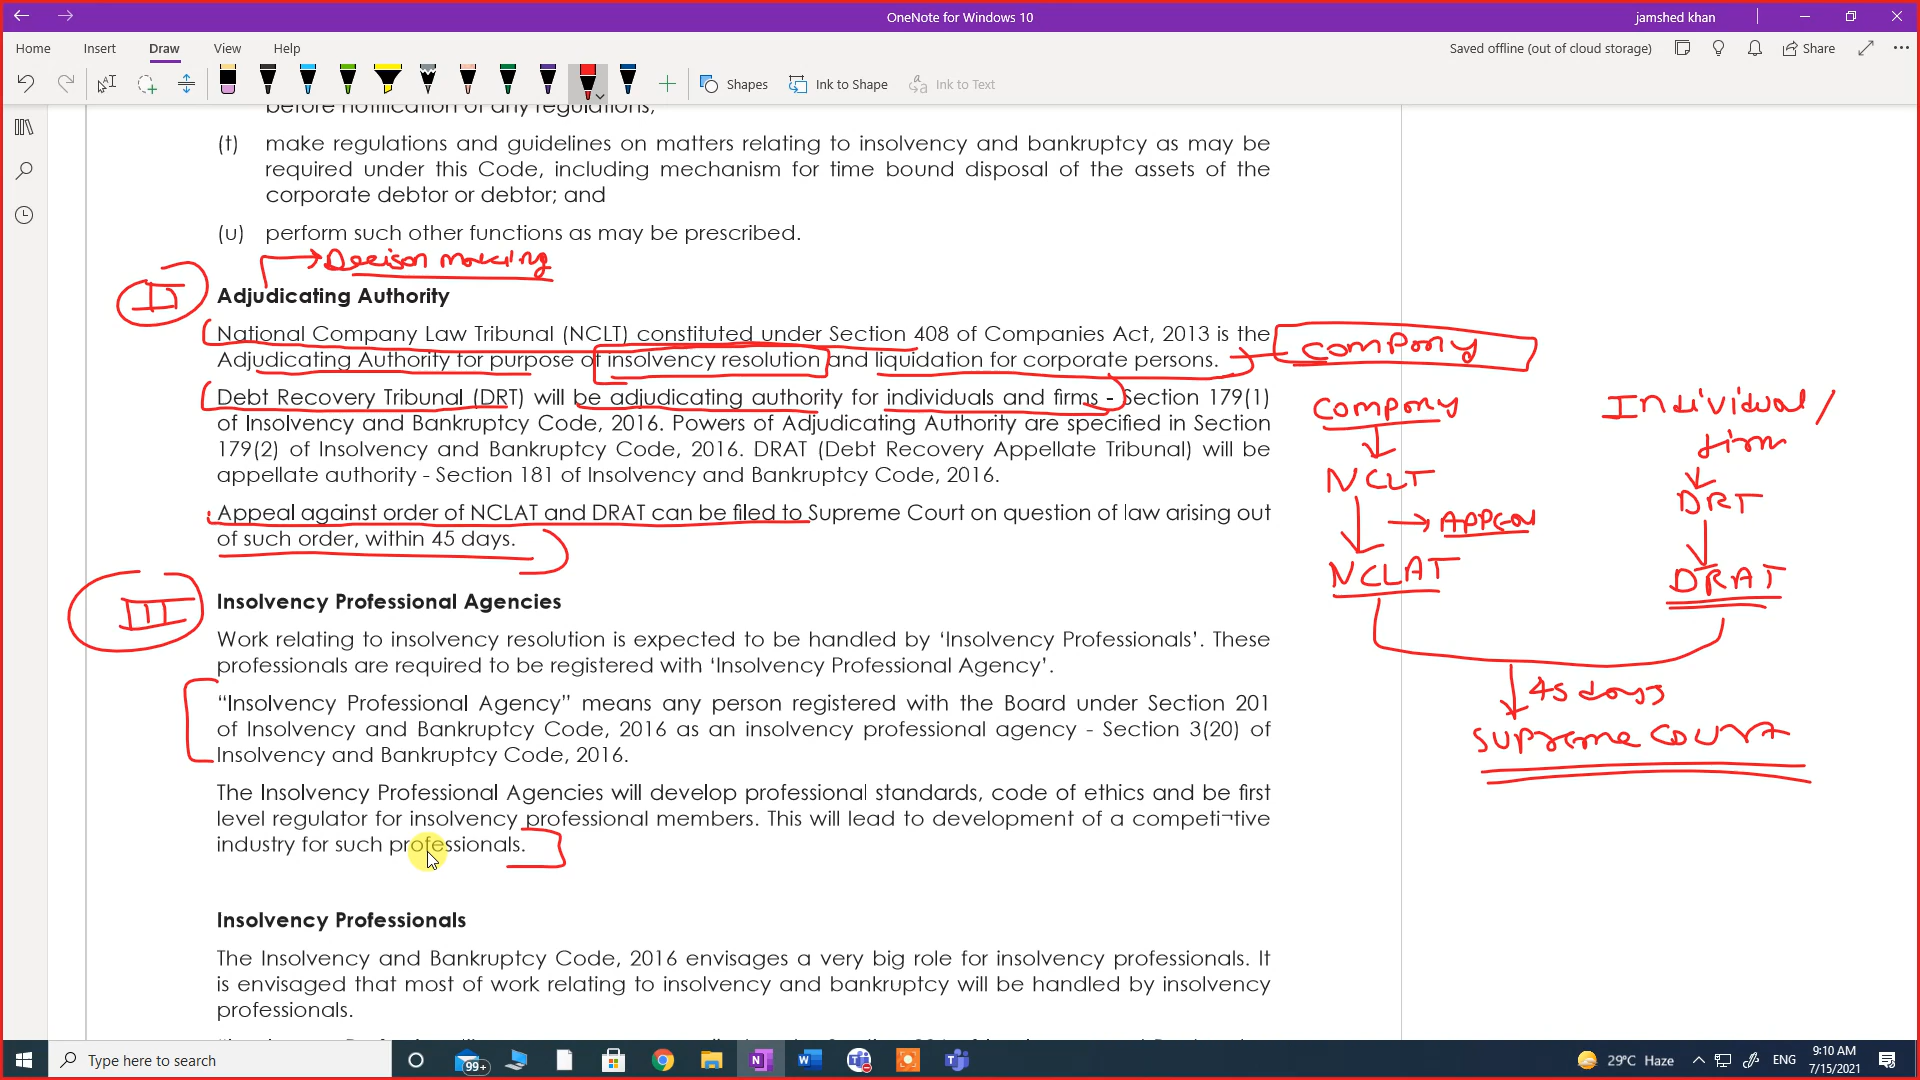 OneNote for Windows 10
jamshed khan
Home Insert Draw View Help
Saved offline (out of cloud storage)
Share
Shapes
Ink to Shape
Ink to Text
before notification of any regulations;
(t) make regulations and guidelines on matters relating to insolvency and bankruptcy as may be
required under this Code, including mechanism for time bound disposal of the assets of the
corporate debtor or debtor; and
(u) perform such other functions as may be prescribed.
Decison making
II
Adjudicating Authority
National Company Law Tribunal (NCLT) constituted under Section 408 of Companies Act, 2013 is the
Adjudicating Authority for purpose of insolvency resolution and liquidation for corporate persons.
company
Debt Recovery Tribunal (DRT) will be adjudicating authority for individuals and firms - Section 179(1)
of Insolvency and Bankruptcy Code, 2016. Powers of Adjudicating Authority are specified in Section
179(2) of Insolvency and Bankruptcy Code, 2016. DRAT (Debt Recovery Appellate Tribunal) will be
appellate authority - Section 181 of Insolvency and Bankruptcy Code, 2016.
Appeal against order of NCLAT and DRAT can be filed to Supreme Court on question of law arising out
of such order, within 45 days.
company
NCLT
APPeal
NCLAT
Individual /
firm
DRT
DRAT
45 days
Supreme court
III
Insolvency Professional Agencies
Work relating to insolvency resolution is expected to be handled by ‘Insolvency Professionals’. These
professionals are required to be registered with ‘Insolvency Professional Agency’.
“Insolvency Professional Agency” means any person registered with the Board under Section 201
of Insolvency and Bankruptcy Code, 2016 as an insolvency professional agency - Section 3(20) of
Insolvency and Bankruptcy Code, 2016.
The Insolvency Professional Agencies will develop professional standards, code of ethics and be first
level regulator for insolvency professional members. This will lead to development of a competi¬tive
industry for such professionals.
Insolvency Professionals
The Insolvency and Bankruptcy Code, 2016 envisages a very big role for insolvency professionals. It
is envisaged that most of work relating to insolvency and bankruptcy will be handled by insolvency
professionals.
Type here to search
99+
29°C Haze
ENG
9:10 AM
7/15/2021